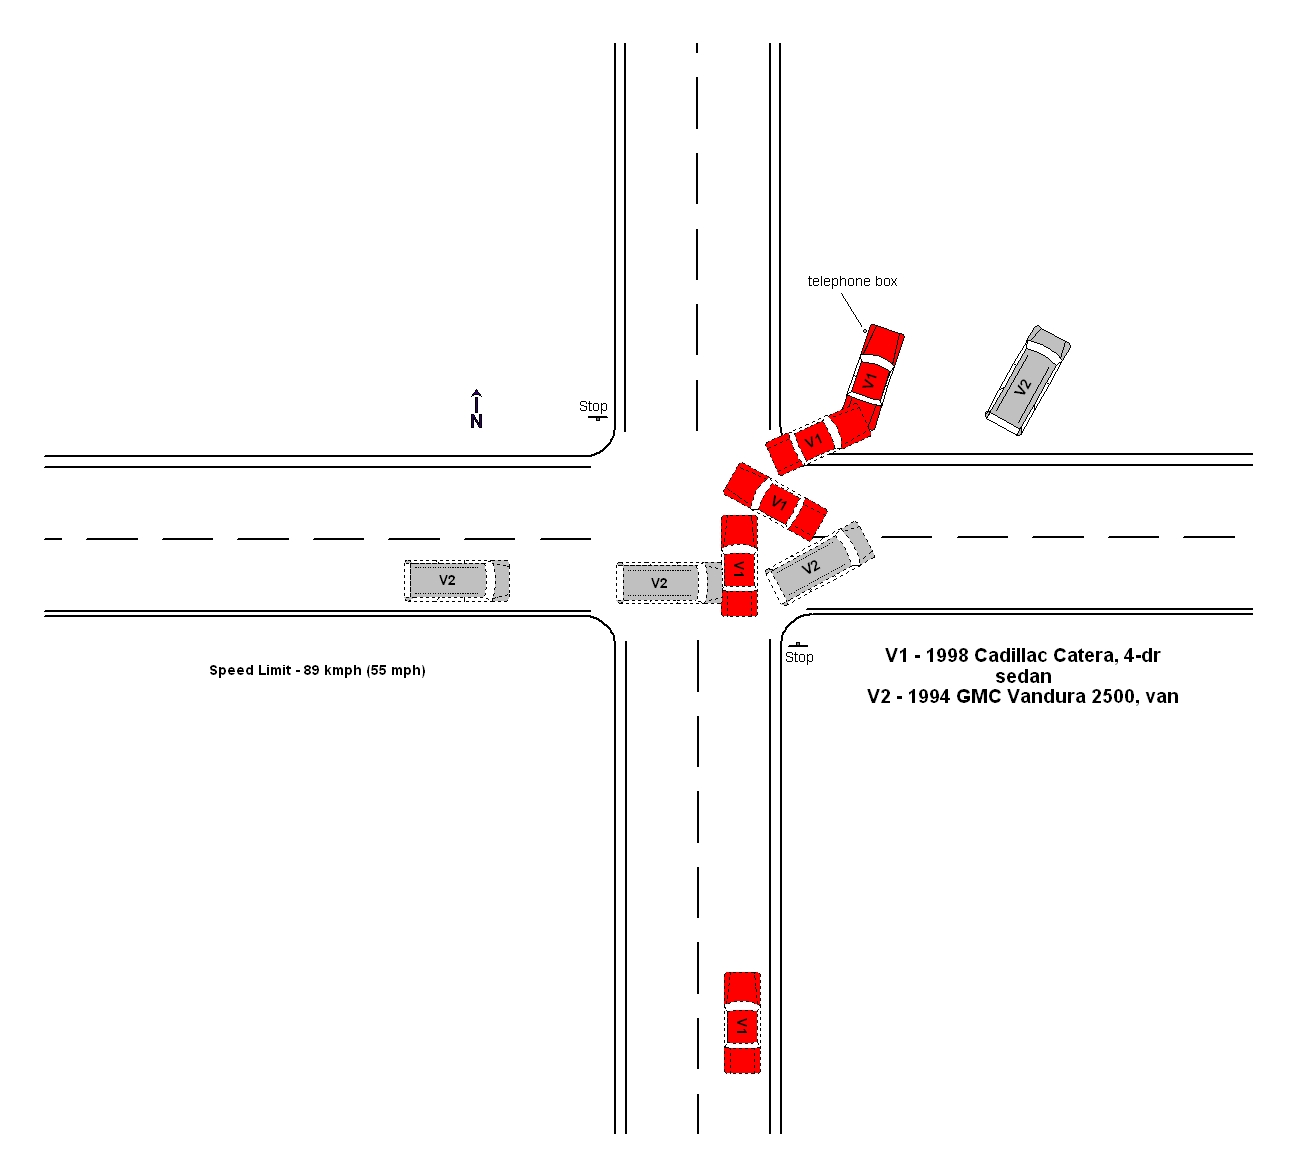 telephone box
V1
V2
Stop
N
V1
V1
V2
V2
V2
V1
Stop
V1 - 1998 Cadillac Catera, 4-dr
sedan
V2 - 1994 GMC Vandura 2500, van
Speed Limit - 89 kmph (55 mph)
V1